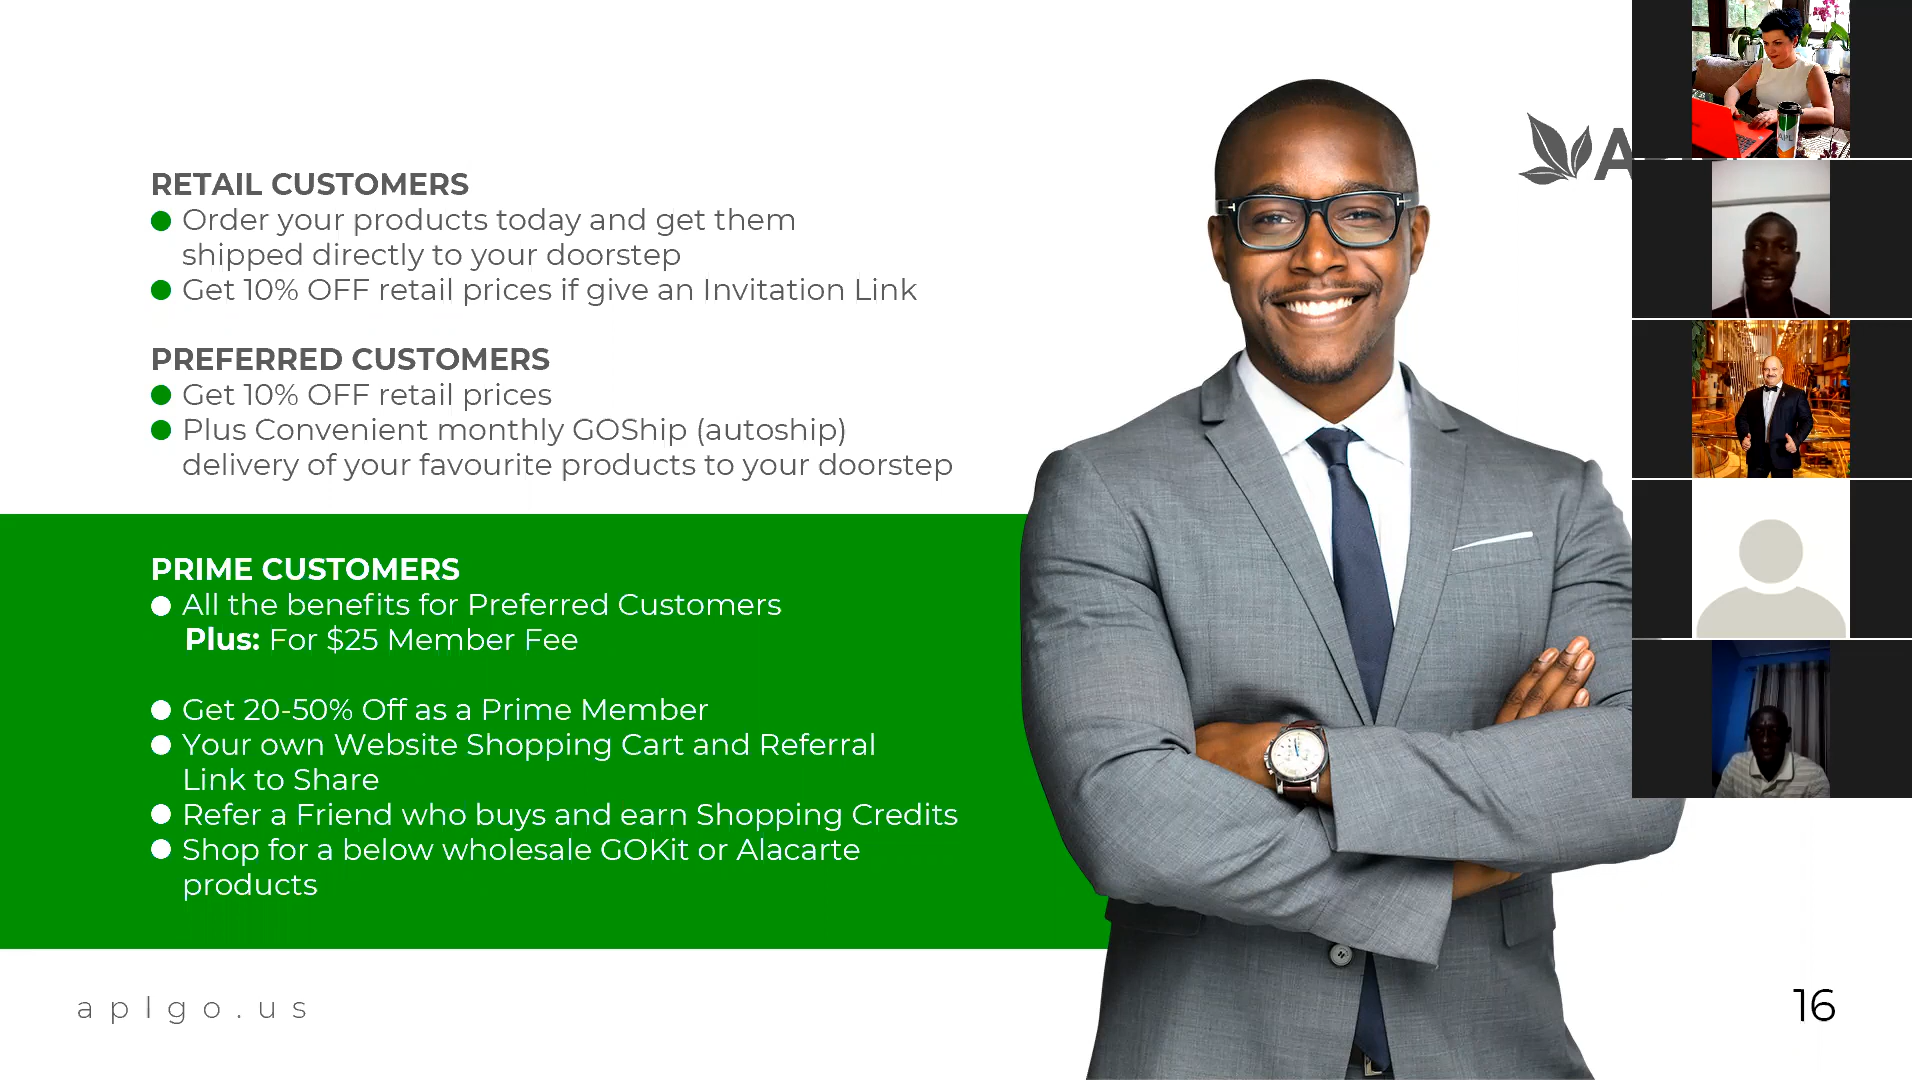 RETAIL CUSTOMERS
Order your products today and get them
shipped directly to your doorstep
Get 10% OFF retail prices if give an Invitation Link
PREFERRED CUSTOMERS
Get 10% OFF retail prices
Plus Convenient monthly GOShip (autoship)
delivery of your favourite products to your doorstep
PRIME CUSTOMERS
All the benefits for Preferred Customers
Plus: For $25 Member Fee
Get 20-50% Off as a Prime Member
Your own Website Shopping Cart and Referral
Link to Share
Refer a Friend who buys and earn Shopping Credits
Shop for a below wholesale GOKit or Alacarte
products
aplgo.us
16